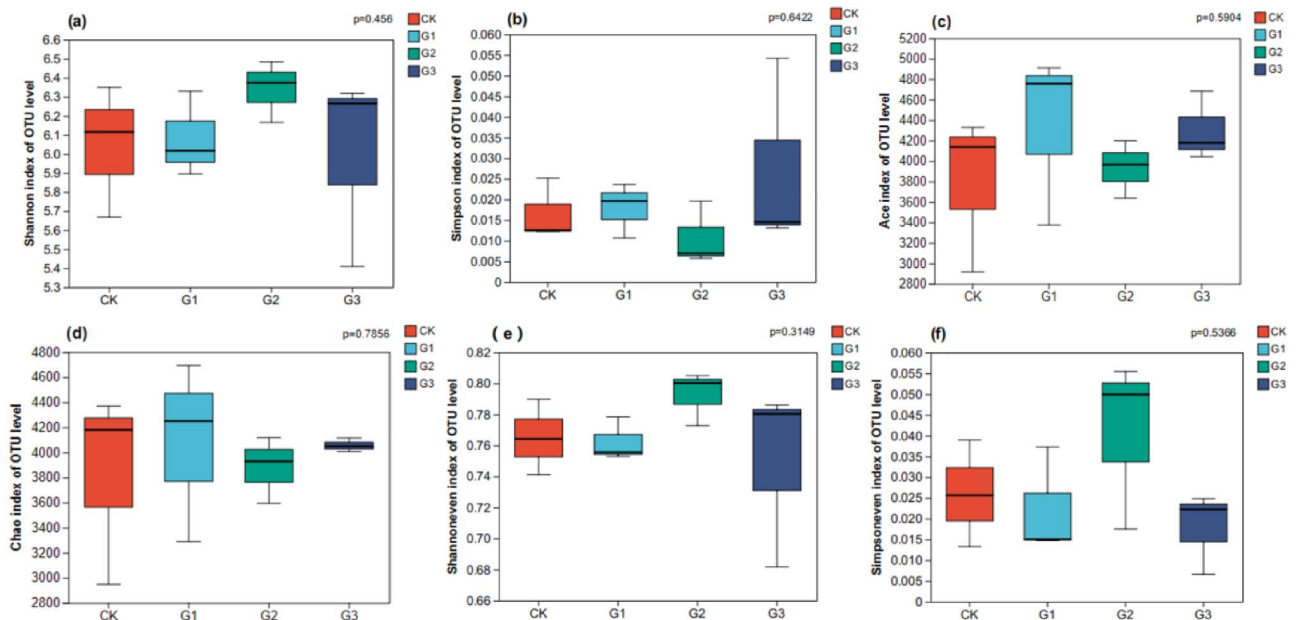 (a)
p=0.456
CK
G1
G2
G3
Shannon index of OTU level
6.6
6.5
6.4
6.3
6.2
6.1
6.0
5.9
5.8
5.7
5.6
5.5
5.4
5.3
CK G1 G2 G3
(b)
p=0.6422
CK
G1
G2
G3
Simpson index of OTU level
0.060
0.055
0.050
0.045
0.040
0.035
0.030
0.025
0.020
0.015
0.010
0.005
0
CK G1 G2 G3
(c)
p=0.5904
CK
G1
G2
G3
Ace index of OTU level
5200
5000
4800
4600
4400
4200
4000
3800
3600
3400
3200
3000
2800
CK G1 G2 G3
(d)
p=0.7856
CK
G1
G2
G3
Chao index of OTU level
4800
4600
4400
4200
4000
3800
3600
3400
3200
3000
2800
CK G1 G2 G3
( e )
p=0.3149
CK
G1
G2
G3
Shannoneven index of OTU level
0.82
0.80
0.78
0.76
0.74
0.72
0.70
0.68
0.66
CK G1 G2 G3
(f)
p=0.5366
CK
G1
G2
G3
Simpsoneven index of OTU level
0.060
0.055
0.050
0.045
0.040
0.035
0.030
0.025
0.020
0.015
0.010
0.005
0
CK G1 G2 G3